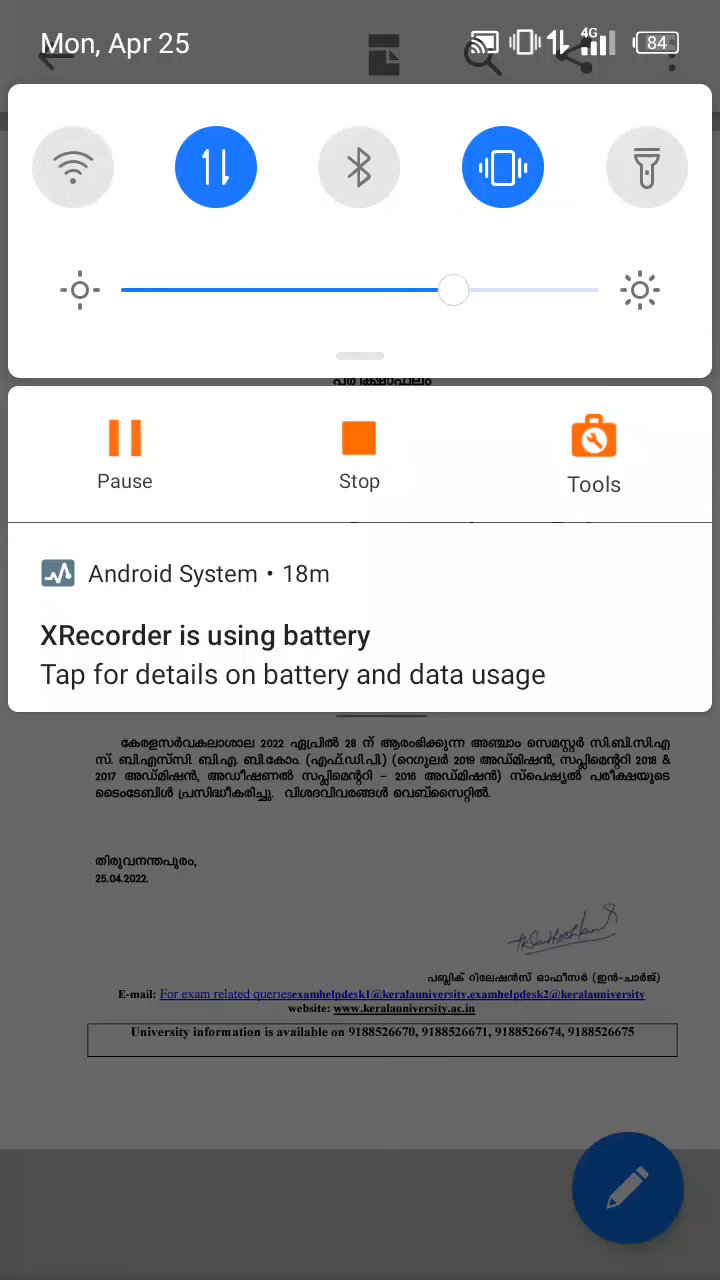 Mon, Apr 25
4G
84
പരീക്ഷാഫലം
Pause
Stop
Tools
Android System • 18m
XRecorder is using battery
Tap for details on battery and data usage
കേരളസർവകലാശാല 2022 ഏപ്രിൽ 28 ന് ആരംഭിക്കുന്ന അഞ്ചാം സെമസ്റ്റർ സി.ബി.സി.എ
സ്. ബി.എസ്‌സി. ബി.എ. ബി.കോം. (എഫ്.ഡി.പി.) (റെഗുലർ 2019 അഡ്മിഷൻ, സപ്ലിമെന്ററി 2018 &
2017 അഡ്മിഷൻ, അഡീഷണൽ സപ്ലിമെന്ററി – 2016 അഡ്മിഷൻ) സ്പെഷ്യൽ പരീക്ഷയുടെ
ടൈംടേബിൾ പ്രസിദ്ധീകരിച്ചു. വിശദവിവരങ്ങൾ വെബ്സൈറ്റിൽ.
തിരുവനന്തപുരം,
25.04.2022.
പബ്ലിക് റിലേഷൻസ് ഓഫീസർ (ഇൻ-ചാർജ്)
E-mail: For exam related queriesexamhelpdesk1@keralauniversity,examhelpdesk2@keralauniversity
website: www.keralauniversity.ac.in
University information is available on 9188526670, 9188526671, 9188526674, 9188526675